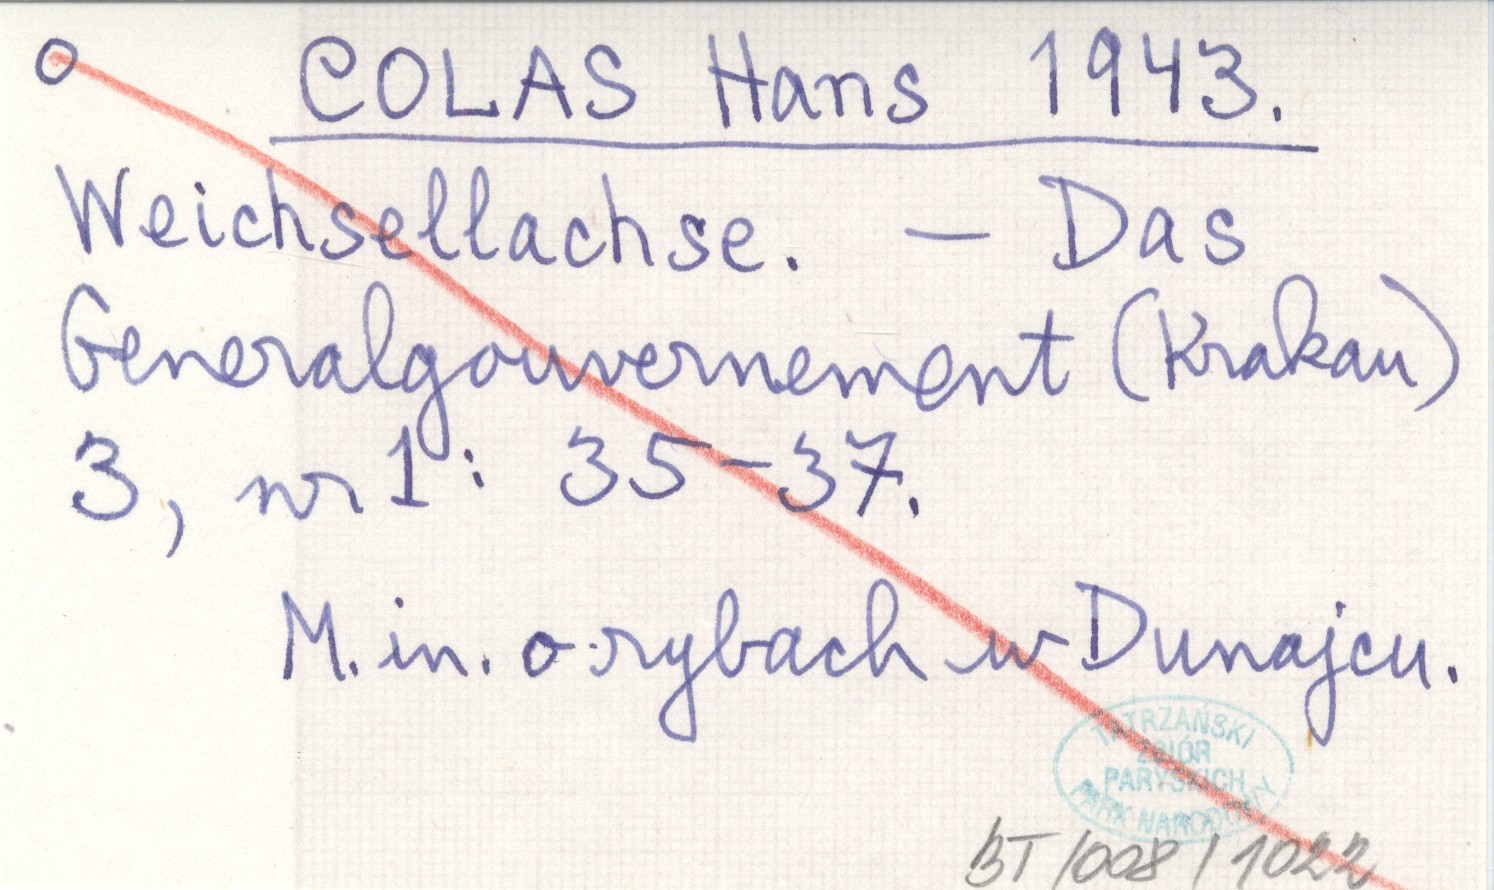 COLAS Hans 1943.
Weichsellachse. — Das
Generalgouvernement (Krakau)
3, nr 1: 35-37.
M. in. o rybach w Dunajcu.
TATRZAŃSKI
ZBIÓR
PARYSKICH
PARK NARODOWY
BT/008/1022